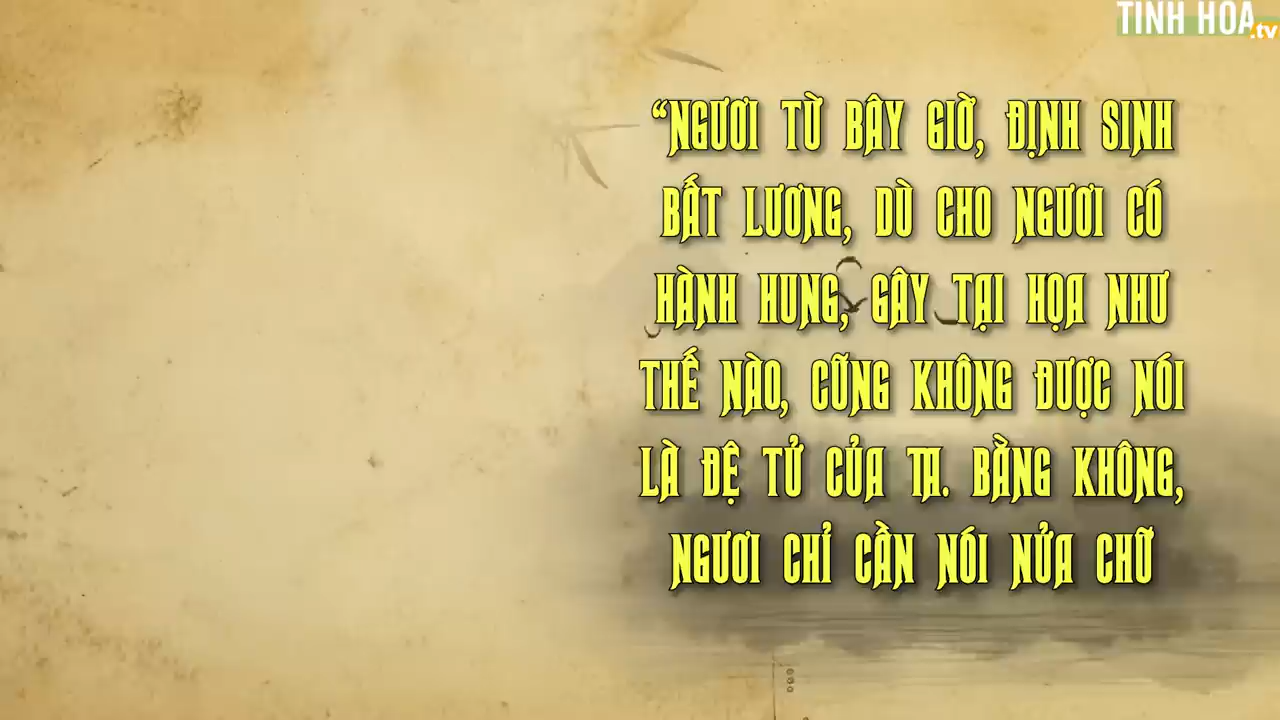 TINH HOA.tv
“NGƯƠI TỪ BÂY GIỜ, ĐỊNH SINH
BẤT LƯƠNG, DÙ CHO NGƯƠI CÓ
HÀNH HUNG, GÂY TẠI HỌA NHƯ
THẾ NÀO, CŨNG KHÔNG ĐƯỢC NÓI
LÀ ĐỆ TỬ CỦA TA. BẰNG KHÔNG,
NGƯƠI CHỈ CẦN NÓI NỬA CHỮ